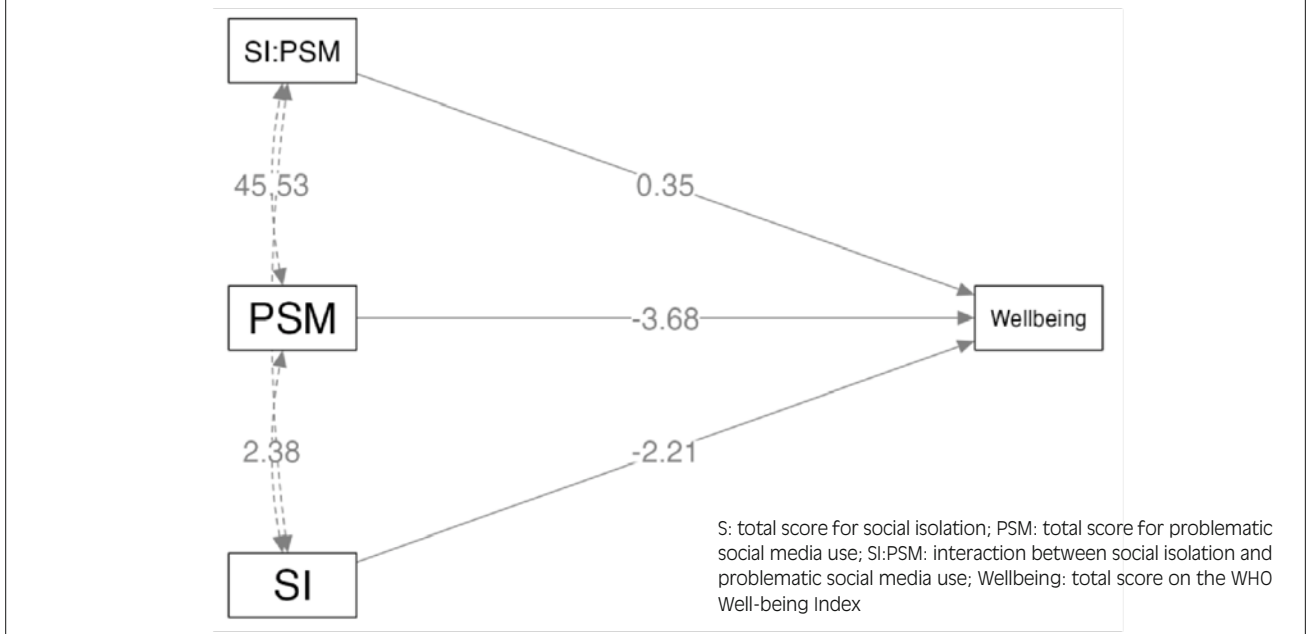 SI:PSM
45.53
0.35
PSM
-3.68
Wellbeing
2.38
-2.21
SI
S: total score for social isolation; PSM: total score for problematic
social media use; SI:PSM: interaction between social isolation and
problematic social media use; Wellbeing: total score on the WHO
Well-being Index